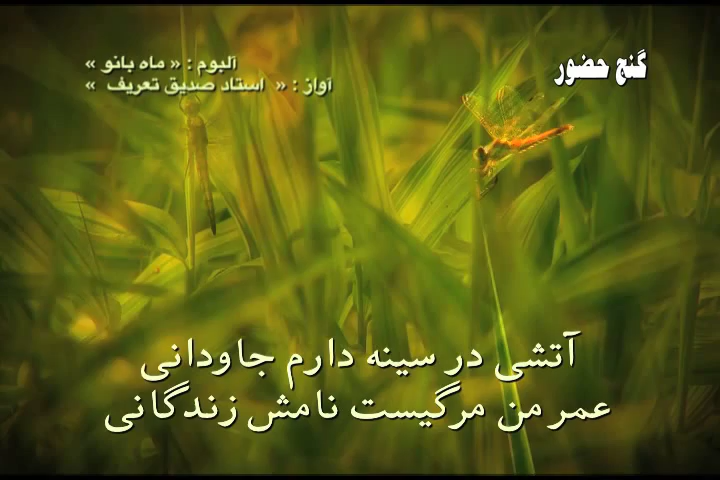 گنج حضور
آلبوم : « ماه بانو »
آواز : « استاد صدیق تعریف »
آتشی در سینه دارم جاودانی
عمر من مرگیست نامش زندگانی